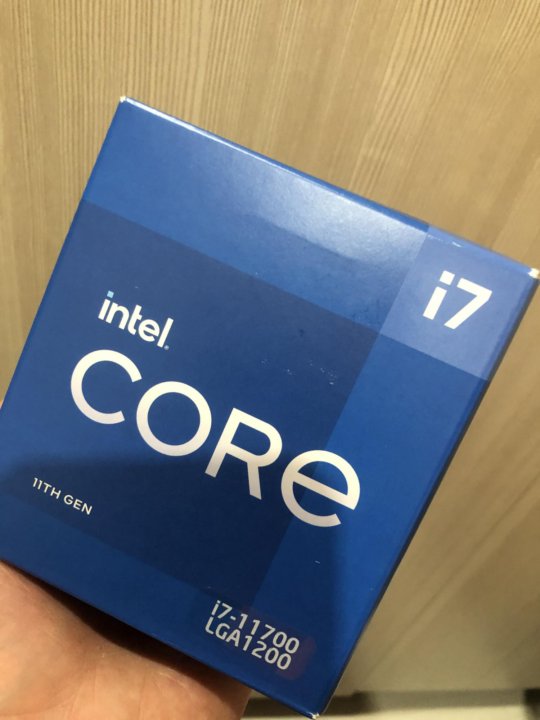 i7
intel
CORe
11TH GEN
i7-11700
LGA1200